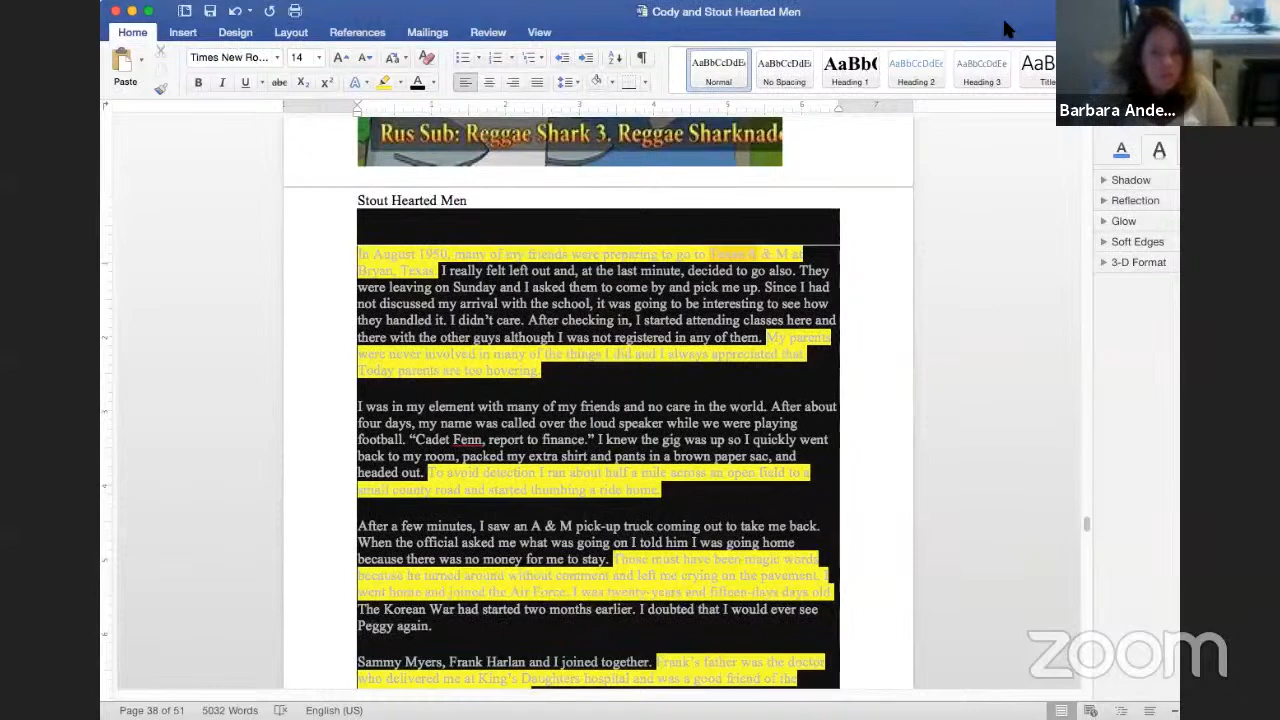 Cody and Stout Hearted Men
Home Insert Design Layout References Mailings Review View
Paste
Times New Ro... 14
AaBbCcDdEe AaBbCcDdEe AaBb( AaBbCcDdEe AaBbCcDdEe AaB
Normal No Spacing Heading 1 Heading 2 Heading 3 Title
B I U abc X₂ X²
Barbara Ande...
1 2 3 4 5 6 7
Rus Sub: Reggae Shark 3. Reggae Sharknad
Shadow
Reflection
Glow
Soft Edges
3-D Format
Stout Hearted Men
In August 1950, many of my friends were preparing to go to Texas A & M at
Bryan, Texas. I really felt left out and, at the last minute, decided to go also. They
were leaving on Sunday and I asked them to come by and pick me up. Since I had
not discussed my arrival with the school, it was going to be interesting to see how
they handled it. I didn't care. After checking in, I started attending classes here and
there with the other guys although I was not registered in any of them. My parents
were never involved in many of the things I did and I always appreciated that.
Today parents are too hovering.
I was in my element with many of my friends and no care in the world. After about
four days, my name was called over the loud speaker while we were playing
football. “Cadet Fenn, report to finance.” I knew the gig was up so I quickly went
back to my room, packed my extra shirt and pants in a brown paper sac, and
headed out. To avoid detection I ran about half a mile across an open field to a
small county road and started thumbing a ride home.
After a few minutes, I saw an A & M pick-up truck coming out to take me back.
When the official asked me what was going on I told him I was going home
because there was no money for me to stay. Those must have been magic words
because he turned around without comment and left me crying on the pavement. I
went home and joined the Air Force. I was twenty-years and fifteen-days days old.
The Korean War had started two months earlier. I doubted that I would ever see
Peggy again.
Sammy Myers, Frank Harlan and I joined together. Frank's father was the doctor
who delivered me at King's Daughters hospital and was a good friend of the
zoom
Page 38 of 51 5032 Words English (US)